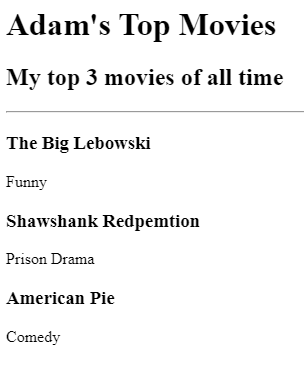 Adam's Top Movies
My top 3 movies of all time
The Big Lebowski
Funny
Shawshank Redpemtion
Prison Drama
American Pie
Comedy